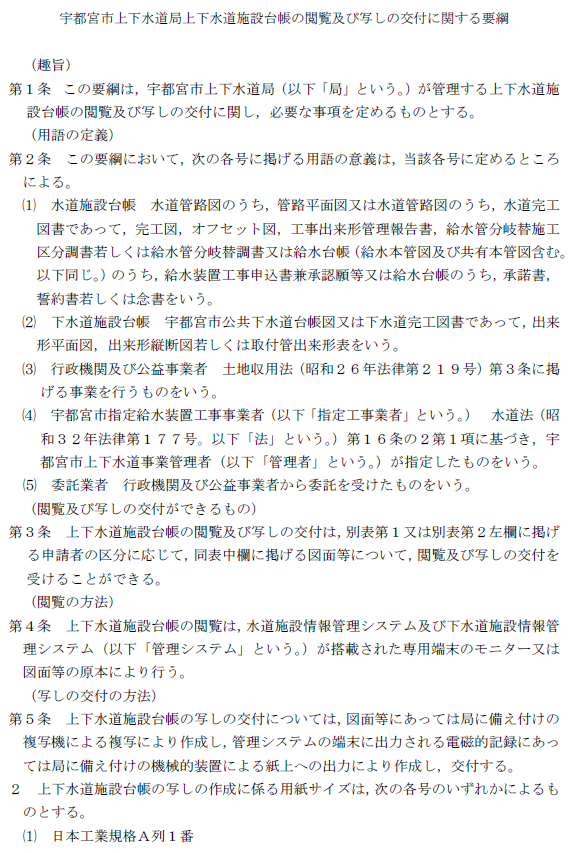 宇都宮市上下水道局上下水道施設台帳の閲覧及び写しの交付に関する要綱
（趣旨）
第１条　この要綱は，宇都宮市上下水道局（以下「局」という。）が管理する上下水道施
設台帳の閲覧及び写しの交付に関し，必要な事項を定めるものとする。
（用語の定義）
第２条　この要綱において，次の各号に掲げる用語の意義は，当該各号に定めるところ
による。
⑴　水道施設台帳　水道管路図のうち，管路平面図又は水道管路図のうち，水道完工
図書であって，完工図，オフセット図，工事出来形管理報告書，給水管分岐替施工
区分調書若しくは給水管分岐替調書又は給水台帳（給水本管図及び共有本管図含む。
以下同じ。）のうち，給水装置工事申込書兼承認願等又は給水台帳のうち，承諾書，
誓約書若しくは念書をいう。
⑵　下水道施設台帳　宇都宮市公共下水道台帳図又は下水道完工図書であって，出来
形平面図，出来形縦断図若しくは取付管出来形表をいう。
⑶　行政機関及び公益事業者　土地収用法（昭和２６年法律第２１９号）第３条に掲
げる事業を行うものをいう。
⑷　宇都宮市指定給水装置工事事業者（以下「指定工事業者」という。）　水道法（昭
和３２年法律第１７７号。以下「法」という。）第１６条の２第１項に基づき，宇
都宮市上下水道事業管理者（以下「管理者」という。）が指定したものをいう。
⑸　委託業者　行政機関及び公益事業者から委託を受けたものをいう。
（閲覧及び写しの交付ができるもの）
第３条　上下水道施設台帳の閲覧及び写しの交付は，別表第１又は別表第２左欄に掲げ
る申請者の区分に応じて，同表中欄に掲げる図面等について，閲覧及び写しの交付を
受けることができる。
（閲覧の方法）
第４条　上下水道施設台帳の閲覧は，水道施設情報管理システム及び下水道施設情報管
理システム（以下「管理システム」という。）が搭載された専用端末のモニター又は
図面等の原本により行う。
（写しの交付の方法）
第５条　上下水道施設台帳の写しの交付については，図面等にあっては局に備え付けの
複写機による複写により作成し，管理システムの端末に出力される電磁的記録にあっ
ては局に備え付けの機械的装置による紙上への出力により作成し，交付する。
２　上下水道施設台帳の写しの作成に係る用紙サイズは，次の各号のいずれかによるも
のとする。
⑴　日本工業規格Ａ列１番